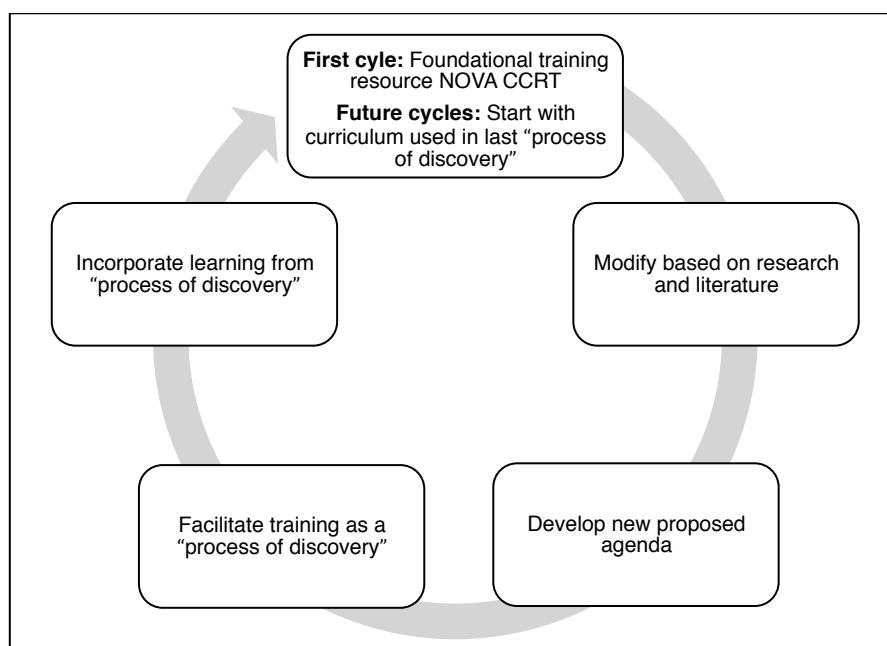 First cyle: Foundational training
resource NOVA CCRT
Future cycles: Start with
curriculum used in last “process
of discovery”
Modify based on research
and literature
Develop new proposed
agenda
Facilitate training as a
“process of discovery”
Incorporate learning from
“process of discovery”